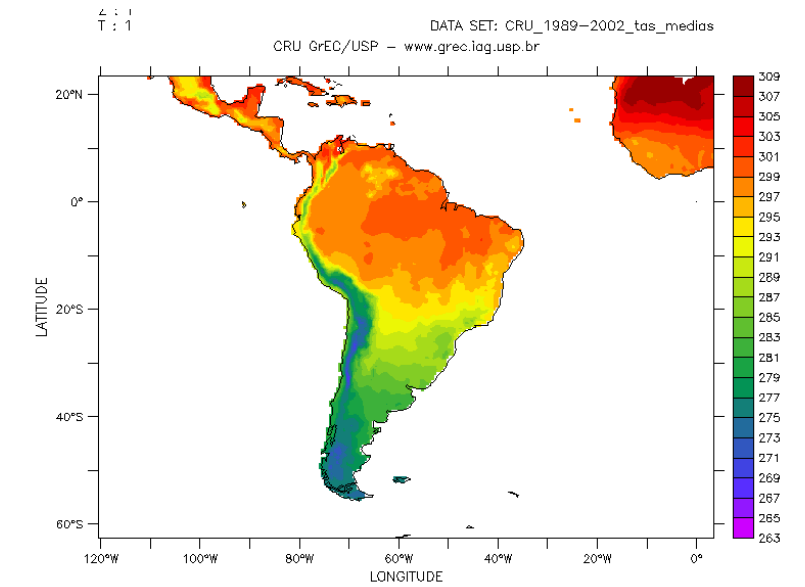 T : 1
DATA SET: CRU_1989-2002_tas_medias
CRU GrEC/USP - www.grec.iag.usp.br
309
307
305
303
301
299
297
295
293
291
289
287
285
283
281
279
277
275
273
271
269
267
265
263
20°N
0°
20°S
40°S
60°S
LATITUDE
120°W 100°W 80°W 60°W 40°W 20°W 0°
LONGITUDE